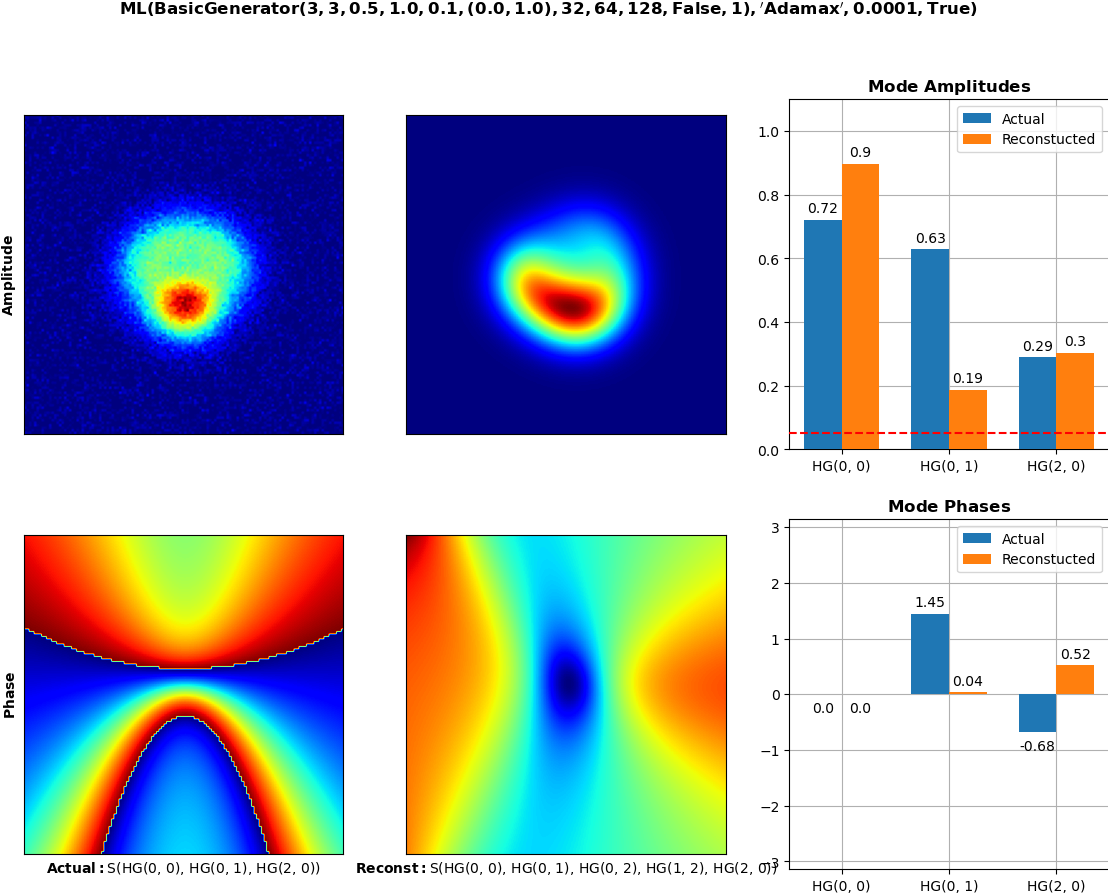 ML(BasicGenerator(3, 3, 0.5, 1.0, 0.1, (0.0, 1.0), 32, 64, 128, False, 1), 'Adamax', 0.0001, True)
Amplitude
Mode Amplitudes
Actual
Reconstucted
1.0
0.8
0.6
0.4
0.2
0.0
0.72
0.9
0.63
0.19
0.29
0.3
HG(0, 0)
HG(0, 1)
HG(2, 0)
Phase
Actual: S(HG(0, 0), HG(0, 1), HG(2, 0))
Reconst: S(HG(0, 0), HG(0, 1), HG(0, 2), HG(1, 2), HG(2, 0))
Mode Phases
Actual
Reconstucted
3
2
1
0
−1
−2
−3
0.0
0.0
1.45
0.04
-0.68
0.52
HG(0, 0)
HG(0, 1)
HG(2, 0)